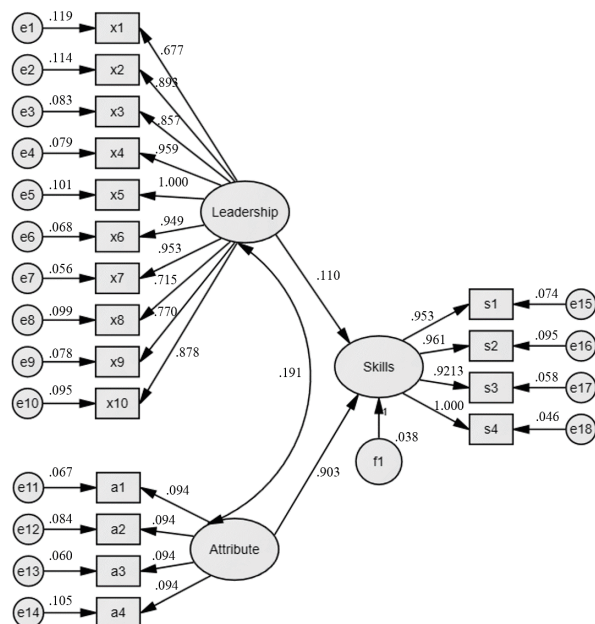 e1 .119 x1 .677
e2 .114 x2 .893
e3 .083 x3 .857
e4 .079 x4 .959
e5 .101 x5 1.000
Leadership
e6 .068 x6 .949
e7 .056 x7 .953
e8 .099 x8 .715
e9 .078 x9 .770
e10 .095 x10 .878
.110
.191
.953 s1 .074 e15
.961 s2 .095 e16
Skills
.9213 s3 .058 e17
1.000 s4 .046 e18
1
.038
f1
.903
e11 .067 a1 .094
e12 .084 a2 .094
Attribute
e13 .060 a3 .094
e14 .105 a4 .094